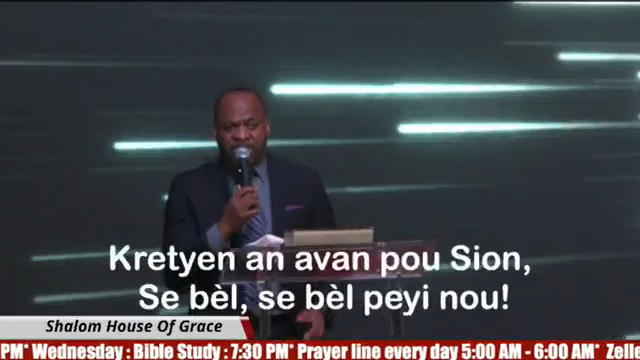 Kretyen an avan pou Sion,
Se bèl, se bèl peyi nou!
Shalom House Of Grace
PM* Wednesday : Bible Study : 7:30 PM* Prayer line every day 5:00 AM - 6:00 AM* Zelle